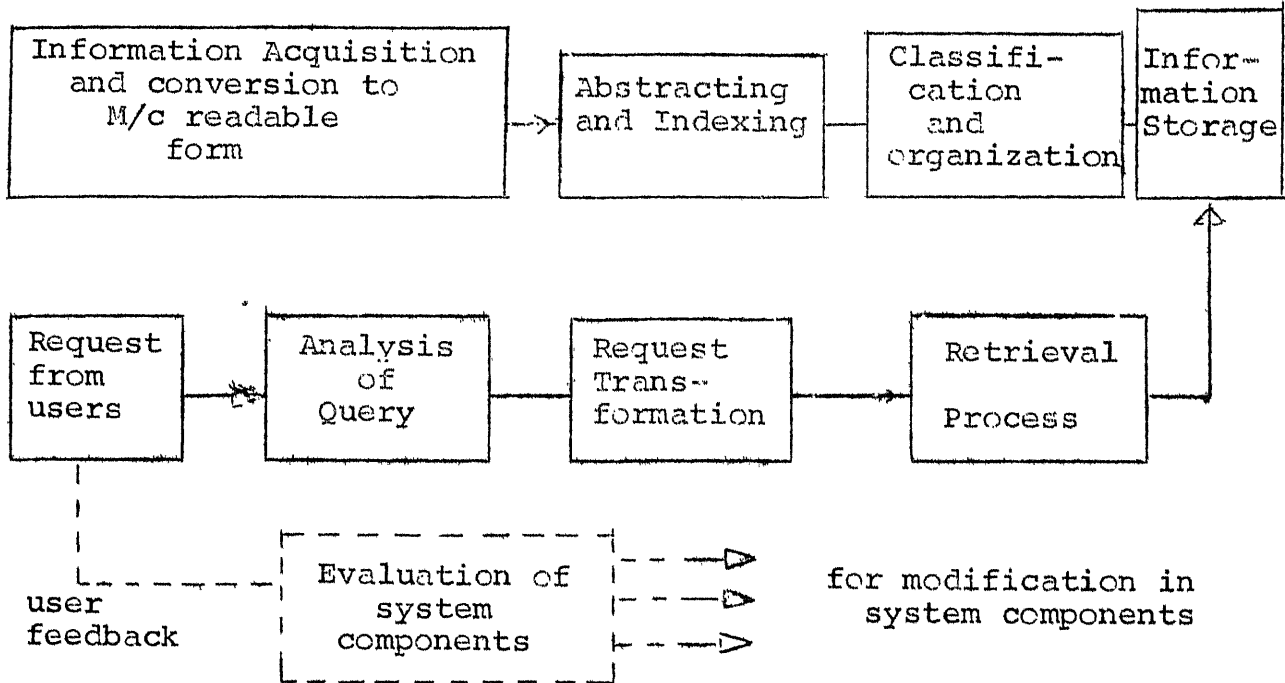 Information Acquisition
and conversion to
M/c readable
form
Abstracting
and Indexing
Classifi-
cation
and
organization
Infor-
mation
Storage
Request
from
users
Analysis
of
Query
Request
Trans-
formation
Retrieval
Process
user
feedback
Evaluation of
system
components
for modification in
system components